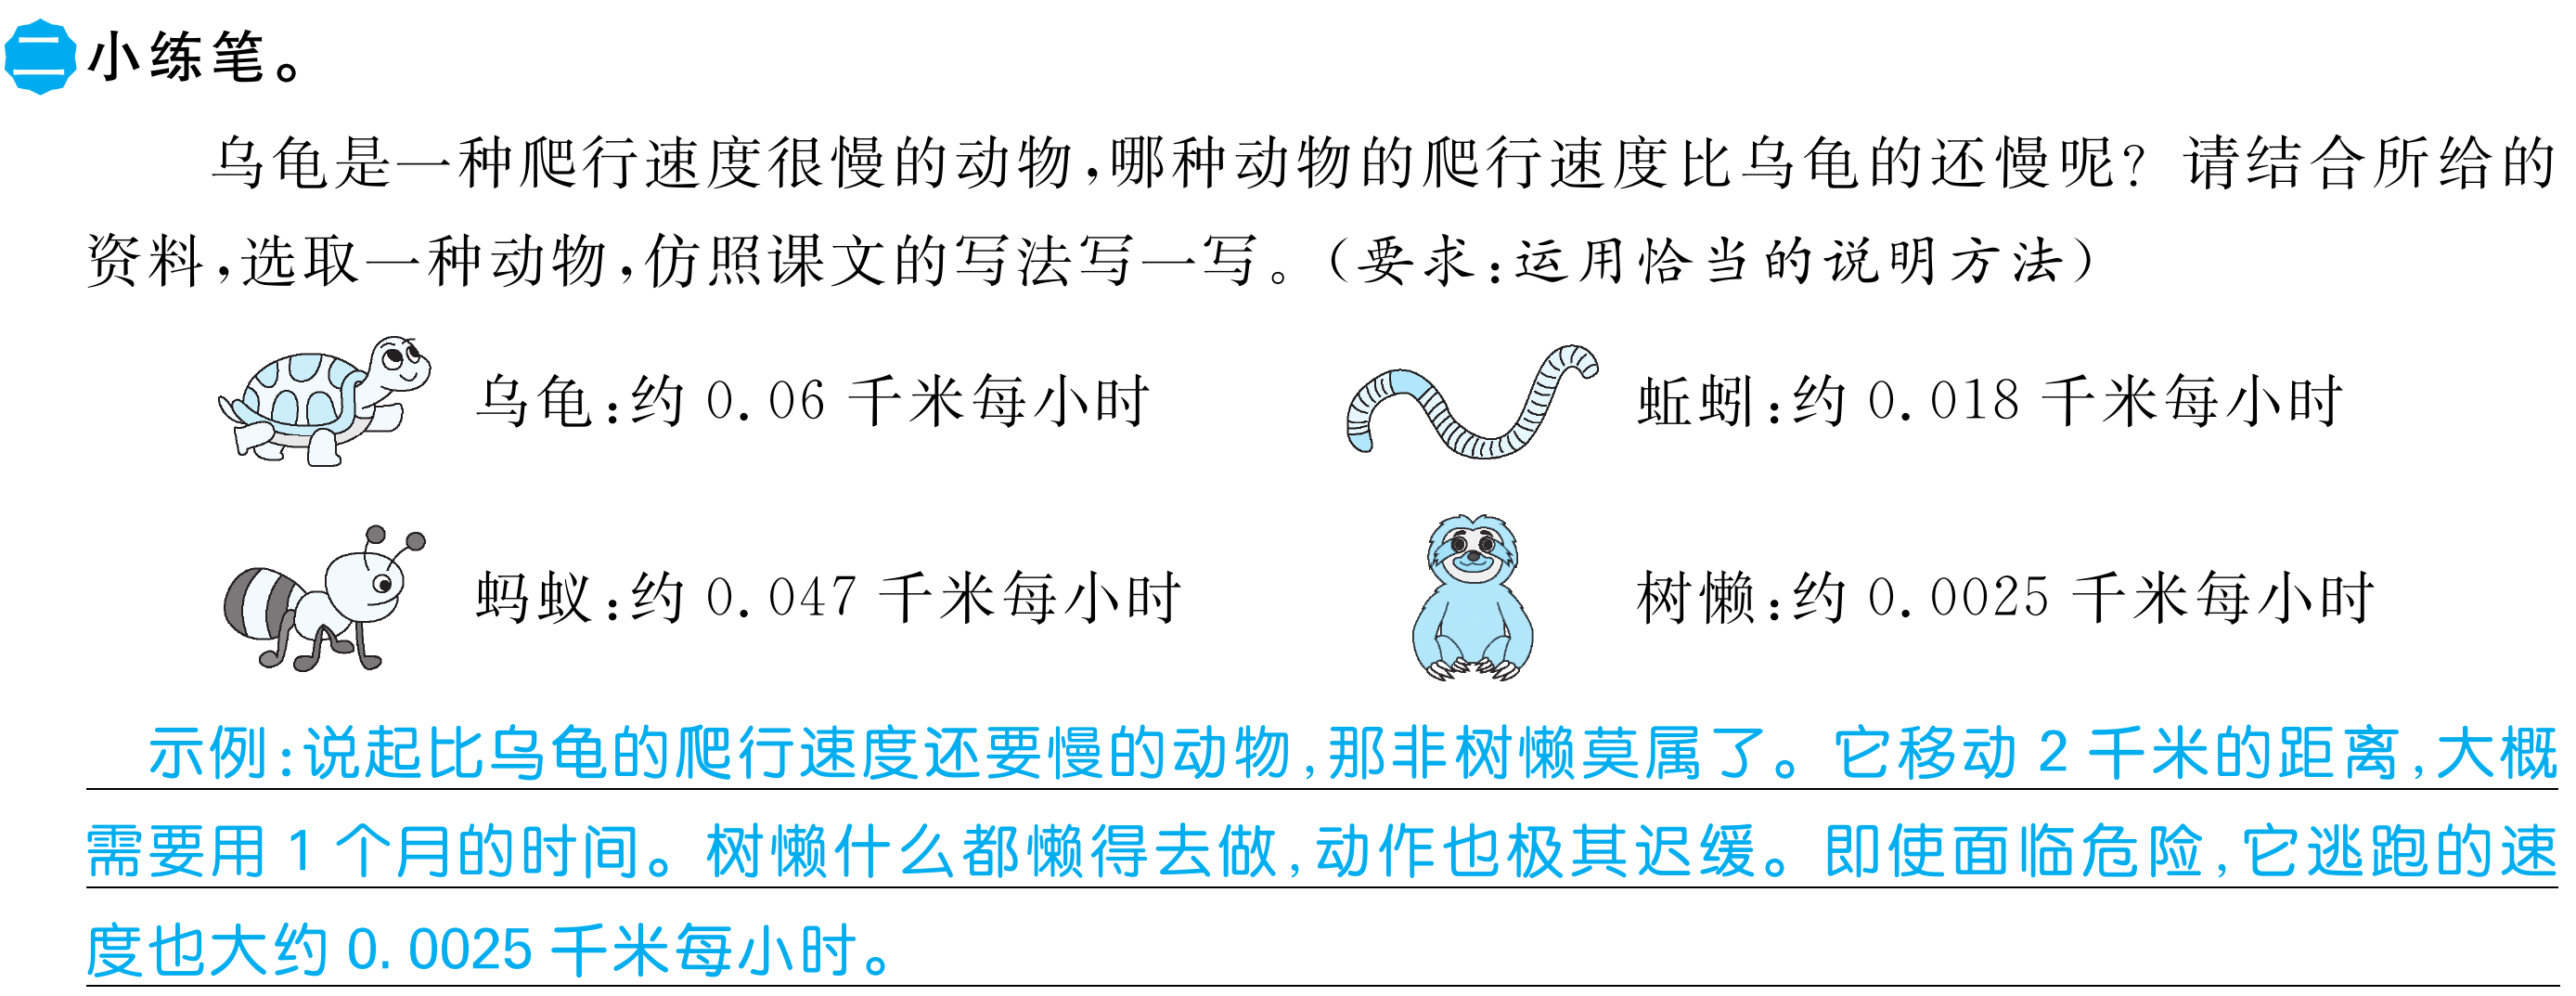 二 小练笔。
乌龟是一种爬行速度很慢的动物,哪种动物的爬行速度比乌龟的还慢呢? 请结合所给的
资料,选取一种动物,仿照课文的写法写一写。(要求:运用恰当的说明方法)
乌龟:约 0.06 千米每小时 蚯蚓:约 0.018 千米每小时
蚂蚁:约 0.047 千米每小时 树懒:约 0.0025 千米每小时
示例:说起比乌龟的爬行速度还要慢的动物,那非树懒莫属了。它移动 2 千米的距离,大概
需要用 1 个月的时间。树懒什么都懒得去做,动作也极其迟缓。即使面临危险,它逃跑的速
度也大约 0.0025 千米每小时。